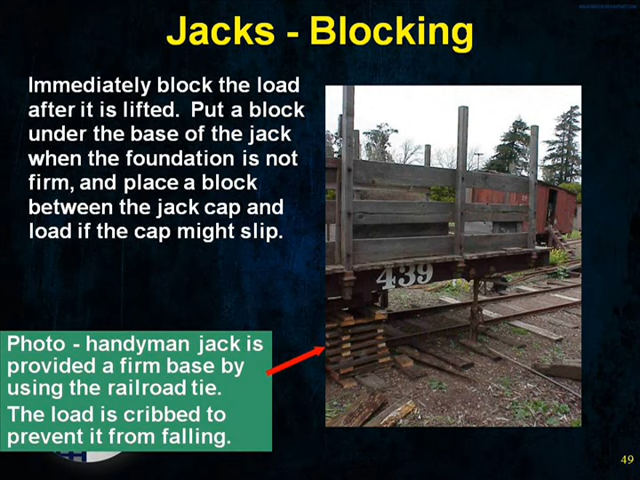 Jacks - Blocking
Immediately block the load
after it is lifted. Put a block
under the base of the jack
when the foundation is not
firm, and place a block
between the jack cap and
load if the cap might slip.
439
Photo - handyman jack is
provided a firm base by
using the railroad tie.
The load is cribbed to
prevent it from falling.
49